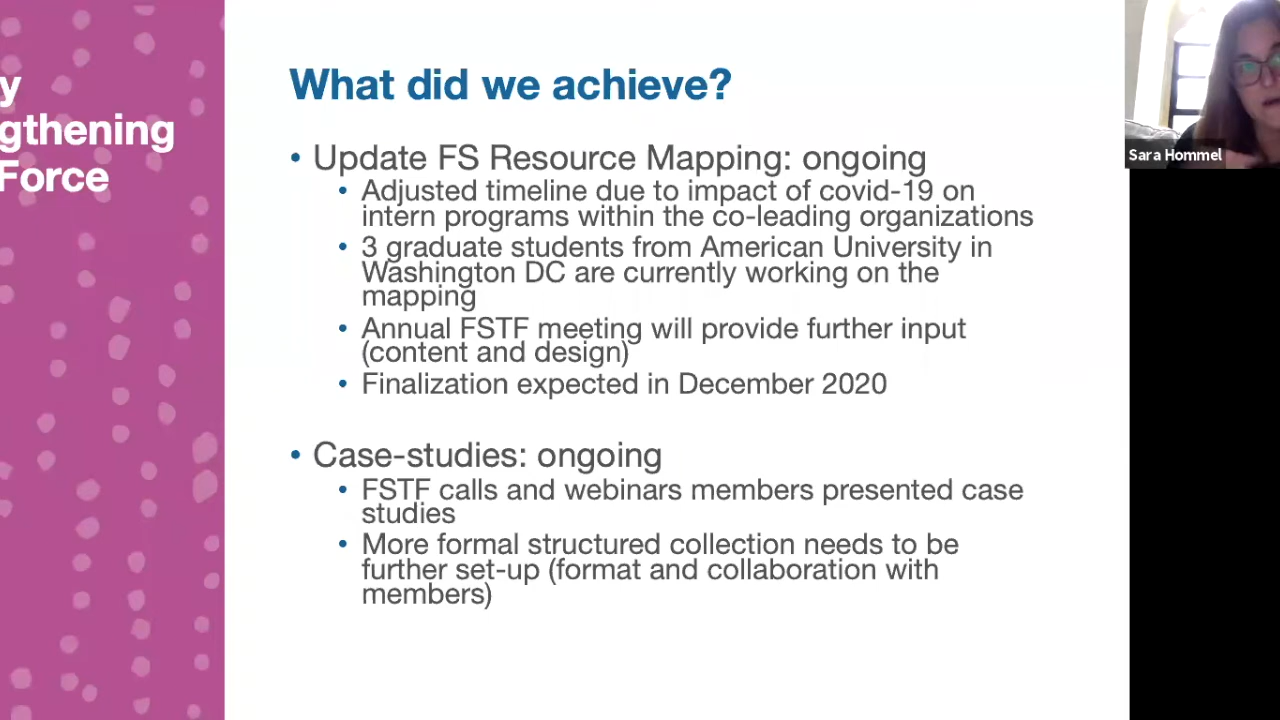 y
gthening
Force
What did we achieve?
• Update FS Resource Mapping: ongoing
• Adjusted timeline due to impact of covid-19 on
intern programs within the co-leading organizations
• 3 graduate students from American University in
Washington DC are currently working on the
mapping
• Annual FSTF meeting will provide further input
(content and design)
• Finalization expected in December 2020
• Case-studies: ongoing
• FSTF calls and webinars members presented case
studies
• More formal structured collection needs to be
further set-up (format and collaboration with
members)
Sara Hommel